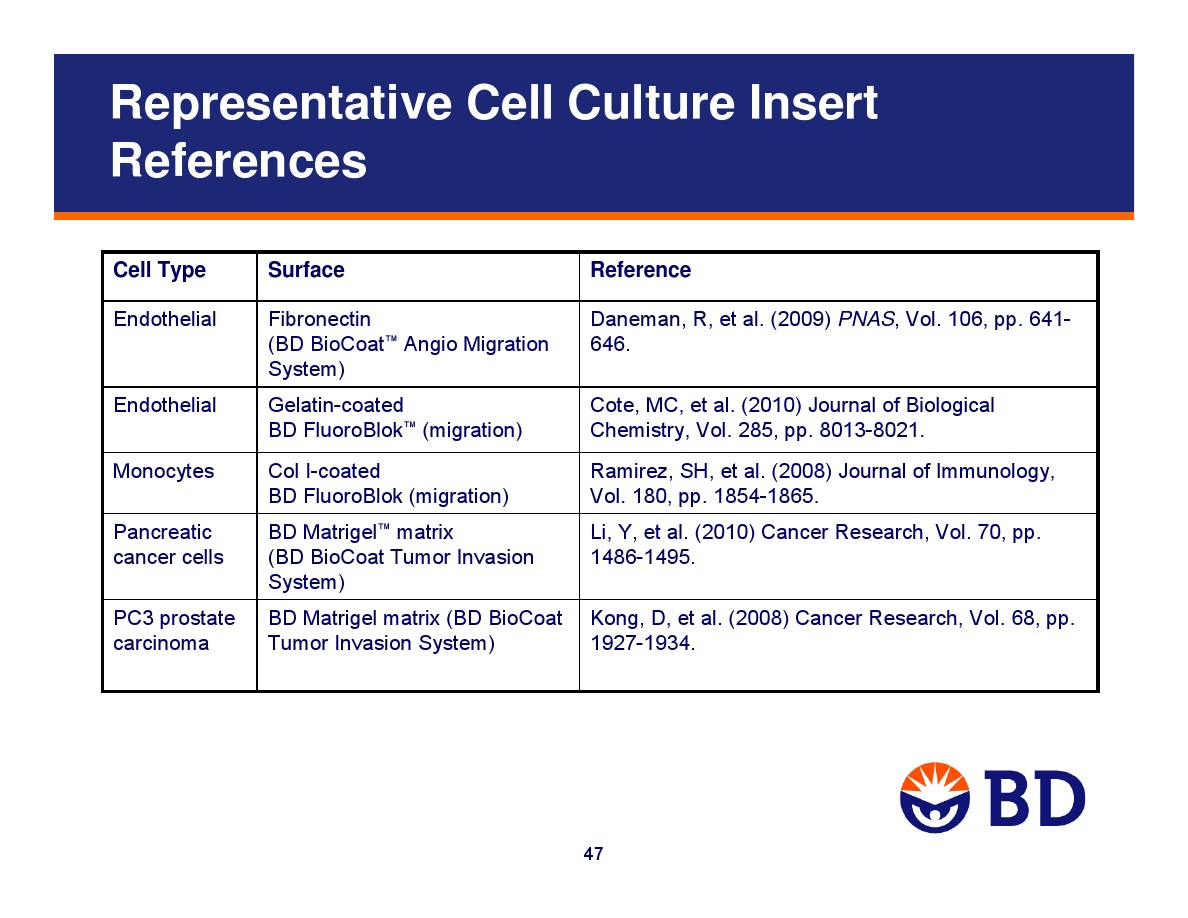 Representative Cell Culture Insert
References
Cell Type
Surface
Reference
Endothelial
Fibronectin
(BD BioCoat™ Angio Migration
System)
Daneman, R, et al. (2009) PNAS, Vol. 106, pp. 641-
646.
Endothelial
Gelatin-coated
BD FluoroBlok™ (migration)
Cote, MC, et al. (2010) Journal of Biological
Chemistry, Vol. 285, pp. 8013-8021.
Monocytes
Col I-coated
BD FluoroBlok (migration)
Ramirez, SH, et al. (2008) Journal of Immunology,
Vol. 180, pp. 1854-1865.
Pancreatic
cancer cells
BD Matrigel™ matrix
(BD BioCoat Tumor Invasion
System)
Li, Y, et al. (2010) Cancer Research, Vol. 70, pp.
1486-1495.
PC3 prostate
carcinoma
BD Matrigel matrix (BD BioCoat
Tumor Invasion System)
Kong, D, et al. (2008) Cancer Research, Vol. 68, pp.
1927-1934.
BD
47